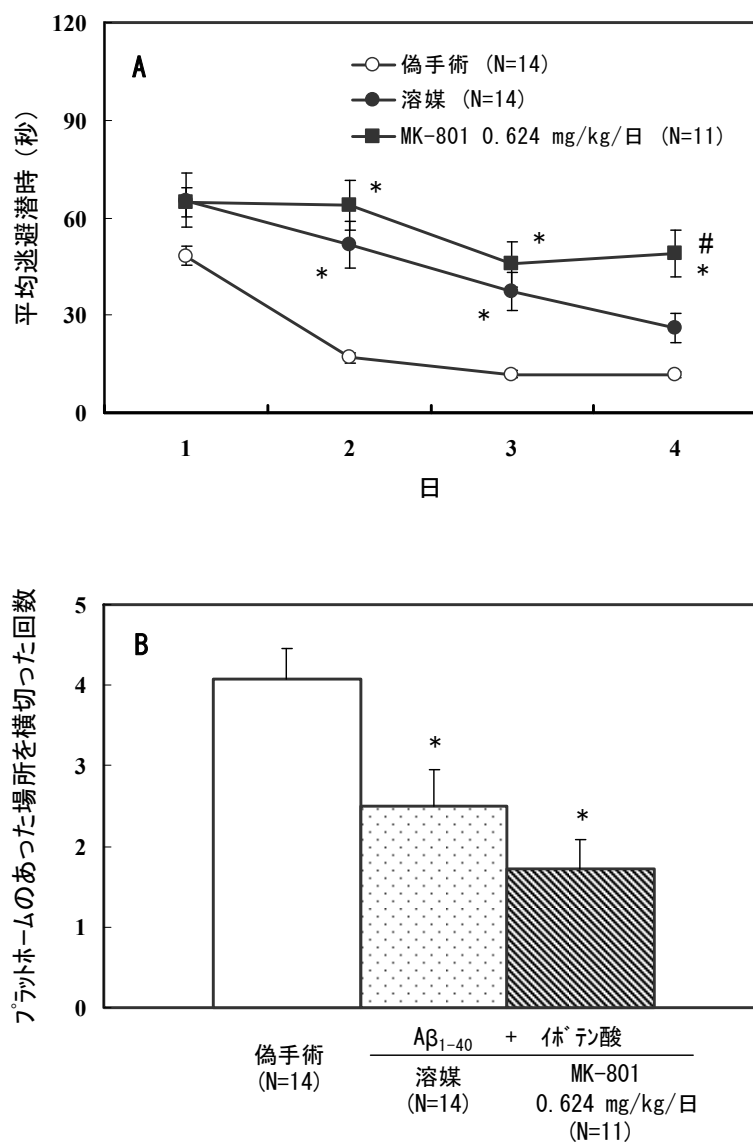 120
A
偽手術 (N=14)
溶媒 (N=14)
MK-801 0.624 mg/kg/日 (N=11)
90
平均逃避潜時 (秒)
*
60
*
#
*
*
*
30
0
1 2 3 4
日
5
B
プラットホームのあった場所を横切った回数
4
*
3
*
2
1
0
偽手術
(N=14)
Aβ₁₋₄₀ + イボテン酸
溶媒
(N=14)
MK-801
0.624 mg/kg/日
(N=11)